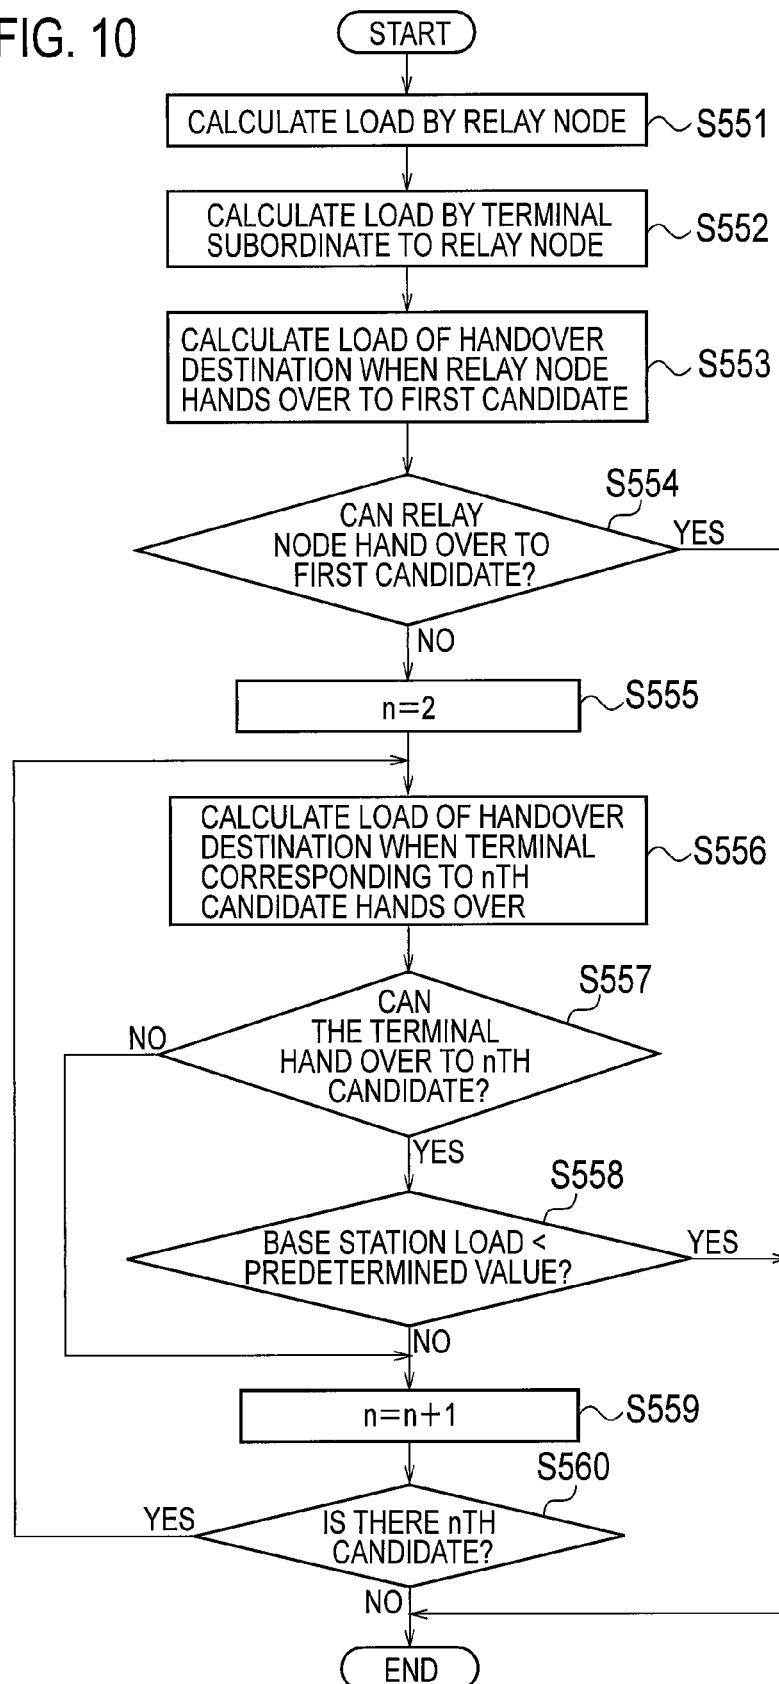 FIG. 10
START
CALCULATE LOAD BY RELAY NODE
S551
CALCULATE LOAD BY TERMINAL
SUBORDINATE TO RELAY NODE
S552
CALCULATE LOAD OF HANDOVER
DESTINATION WHEN RELAY NODE
HANDS OVER TO FIRST CANDIDATE
S553
S554
CAN RELAY
NODE HAND OVER TO
FIRST CANDIDATE?
YES
NO
n=2
S555
CALCULATE LOAD OF HANDOVER
DESTINATION WHEN TERMINAL
CORRESPONDING TO nTH
CANDIDATE HANDS OVER
S556
S557
CAN
THE TERMINAL
HAND OVER TO nTH
CANDIDATE?
NO
YES
S558
BASE STATION LOAD <
PREDETERMINED VALUE?
YES
NO
n=n+1
S559
S560
IS THERE nTH
CANDIDATE?
YES
NO
END